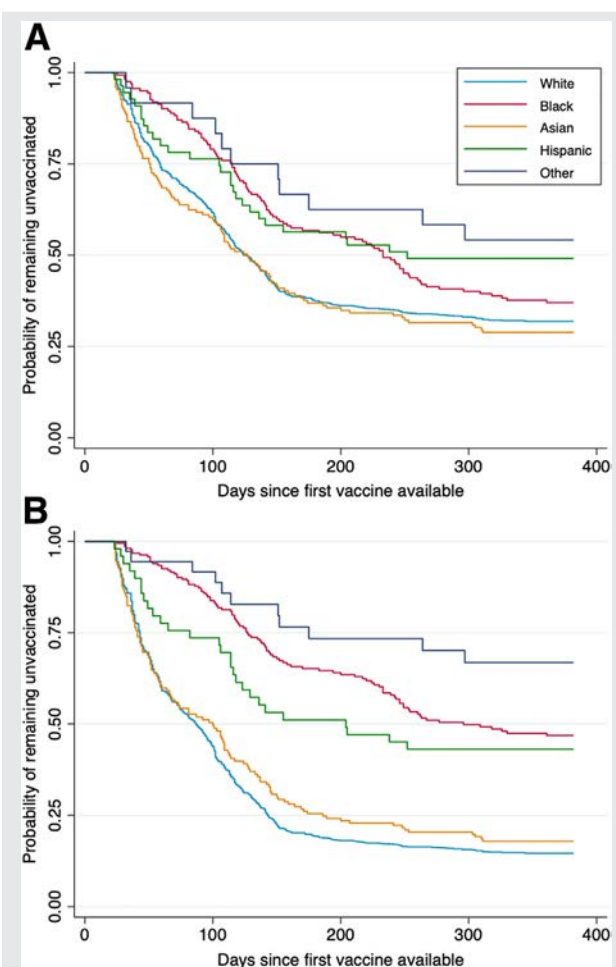 A
Probability of remaining unvaccinated
1.00
0.75
0.50
0.25
0.00
White
Black
Asian
Hispanic
Other
0 100 200 300 400
Days since first vaccine available
B
Probability of remaining unvaccinated
1.00
0.75
0.50
0.25
0.00
0 100 200 300 400
Days since first vaccine available